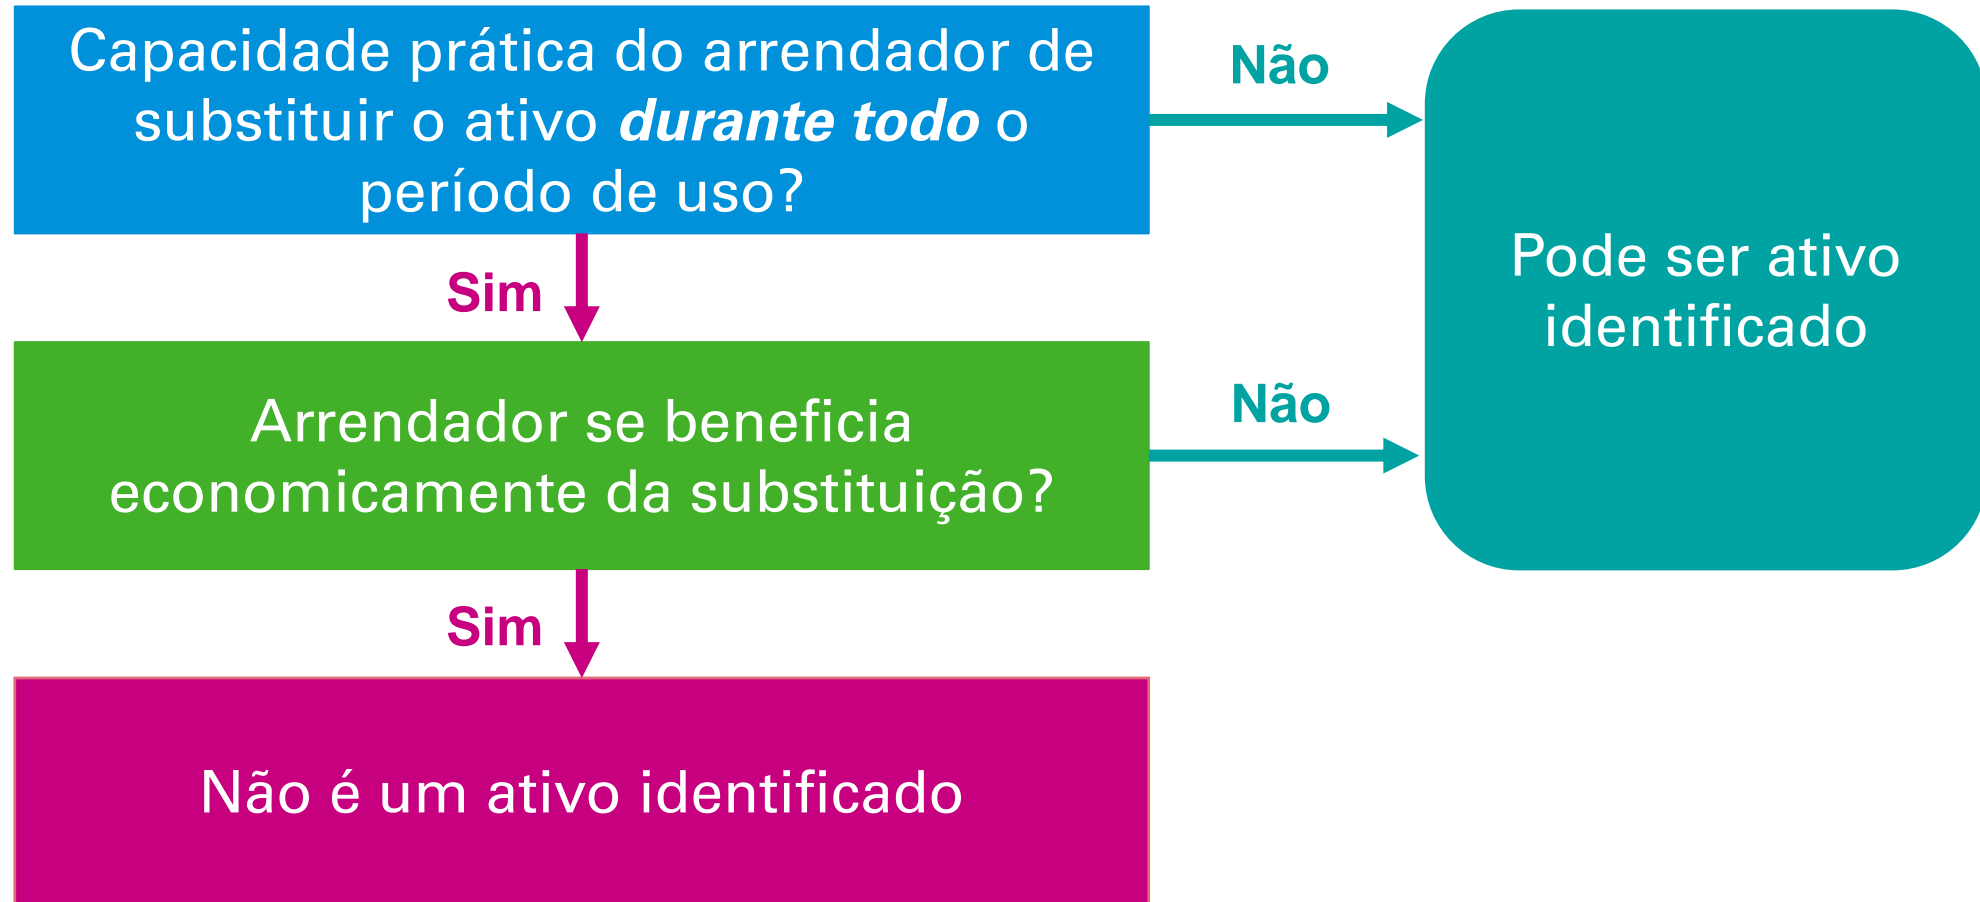 Capacidade prática do arrendador de
substituir o ativo durante todo o
período de uso?
Não
Sim
Pode ser ativo
identificado
Arrendador se beneficia
economicamente da substituição?
Não
Sim
Não é um ativo identificado